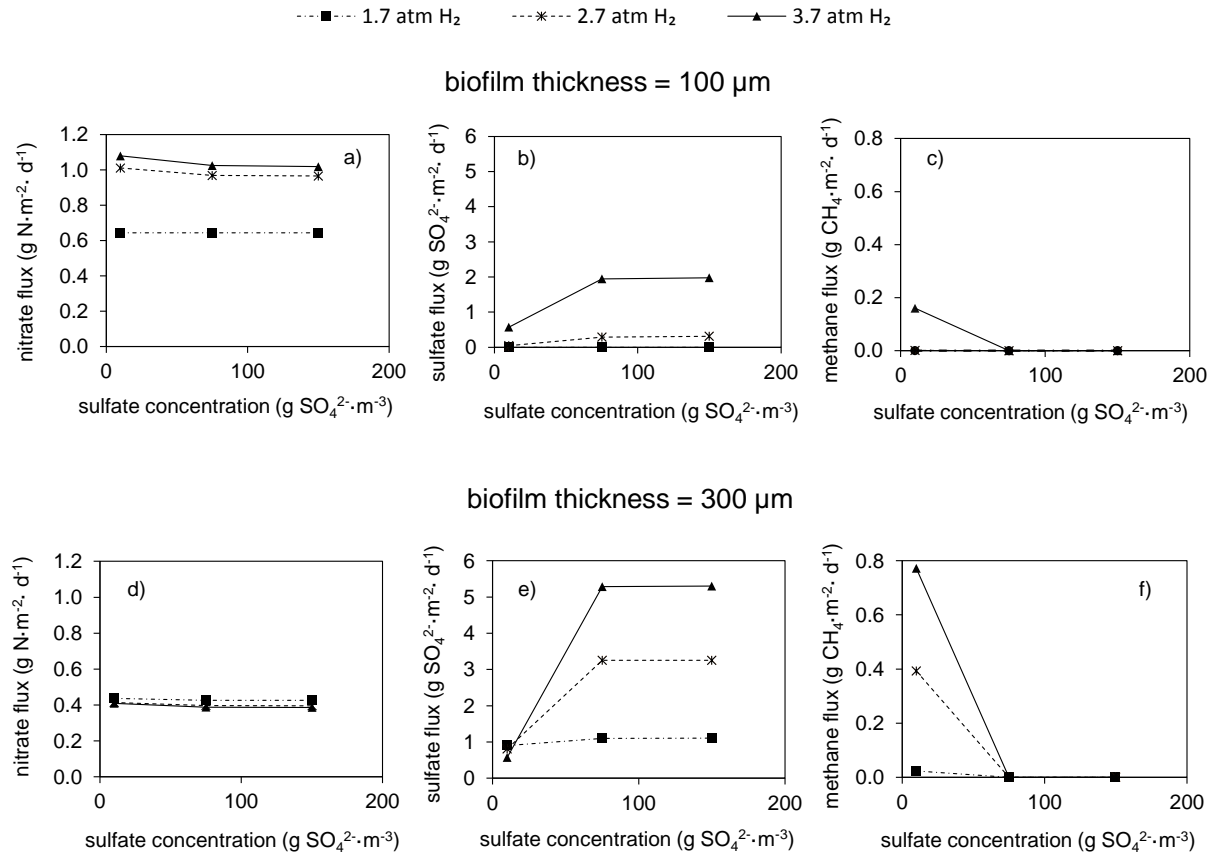 1.7 atm H₂ 2.7 atm H₂ 3.7 atm H₂
biofilm thickness = 100 µm
nitrate flux (g N·m⁻²· d⁻¹)
1.2
1.0
0.8
0.6
0.4
0.2
0.0
a)
0 100 200
sulfate concentration (g SO₄²⁻·m⁻³)
sulfate flux (g SO₄²⁻·m⁻²· d⁻¹)
6
5
4
3
2
1
0
b)
0 100 200
sulfate concentration (g SO₄²⁻·m⁻³)
methane flux (g CH₄·m⁻²· d⁻¹)
0.8
0.6
0.4
0.2
0.0
c)
0 100 200
sulfate concentration (g SO₄²⁻·m⁻³)
biofilm thickness = 300 µm
nitrate flux (g N·m⁻²· d⁻¹)
1.2
1.0
0.8
0.6
0.4
0.2
0.0
d)
0 100 200
sulfate concentration (g SO₄²⁻·m⁻³)
sulfate flux (g SO₄²⁻·m⁻²· d⁻¹)
6
5
4
3
2
1
0
e)
0 100 200
sulfate concentration (g SO₄²⁻·m⁻³)
methane flux (g CH₄·m⁻²· d⁻¹)
0.8
0.6
0.4
0.2
0.0
f)
0 100 200
sulfate concentration (g SO₄²⁻·m⁻³)